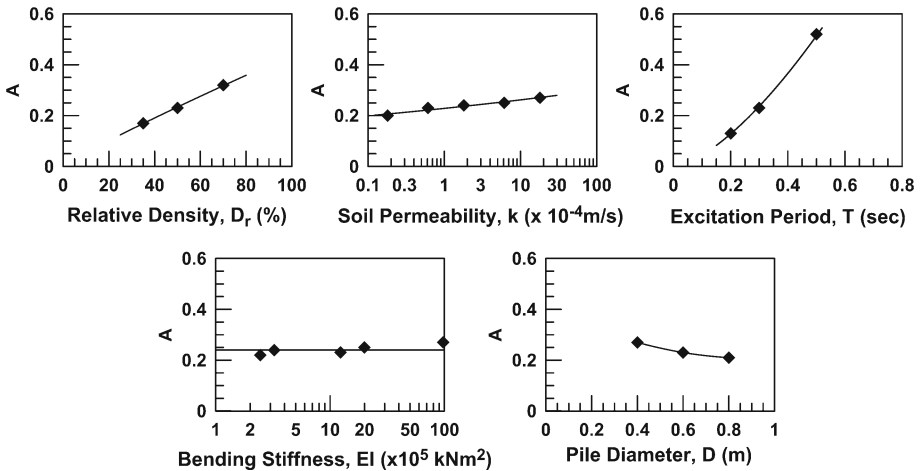 0.6
0.4
0.2
0
A
0 20 40 60 80 100
Relative Density, Dr (%)
0.6
0.4
0.2
0
A
0.1 0.3 1 3 6 10 30 100
Soil Permeability, k (x 10-4m/s)
0.6
0.4
0.2
0
A
0 0.2 0.4 0.6 0.8
Excitation Period, T (sec)
0.6
0.4
0.2
0
A
1 2 5 10 20 50 100
Bending Stiffness, EI (x105 kNm2)
0.6
0.4
0.2
0
A
0 0.2 0.4 0.6 0.8 1
Pile Diameter, D (m)